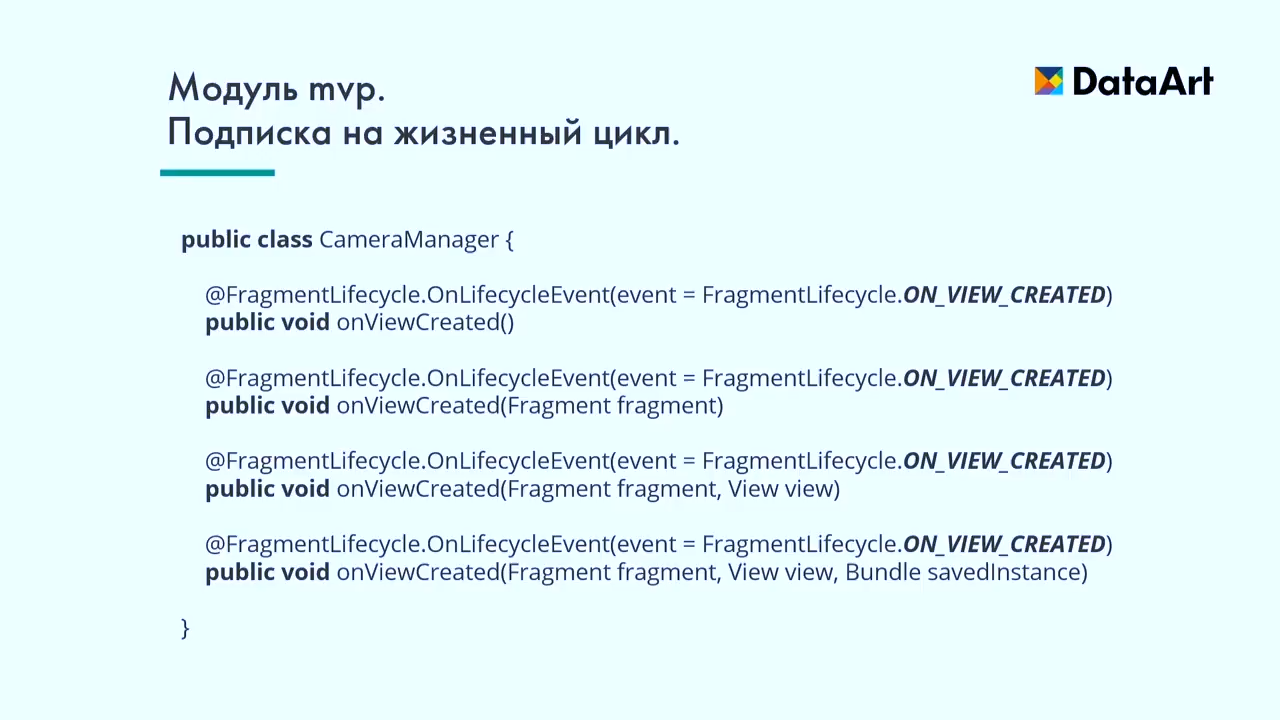 Модуль mvp.
DataArt
Подписка на жизненный цикл.
public class CameraManager {
@FragmentLifecycle.OnLifecycleEvent(event = FragmentLifecycle.ON_VIEW_CREATED)
public void onViewCreated()
@FragmentLifecycle.OnLifecycleEvent(event = FragmentLifecycle.ON_VIEW_CREATED)
public void onViewCreated(Fragment fragment)
@FragmentLifecycle.OnLifecycleEvent(event = FragmentLifecycle.ON_VIEW_CREATED)
public void onViewCreated(Fragment fragment, View view)
@FragmentLifecycle.OnLifecycleEvent(event = FragmentLifecycle.ON_VIEW_CREATED)
public void onViewCreated(Fragment fragment, View view, Bundle savedInstance)
}